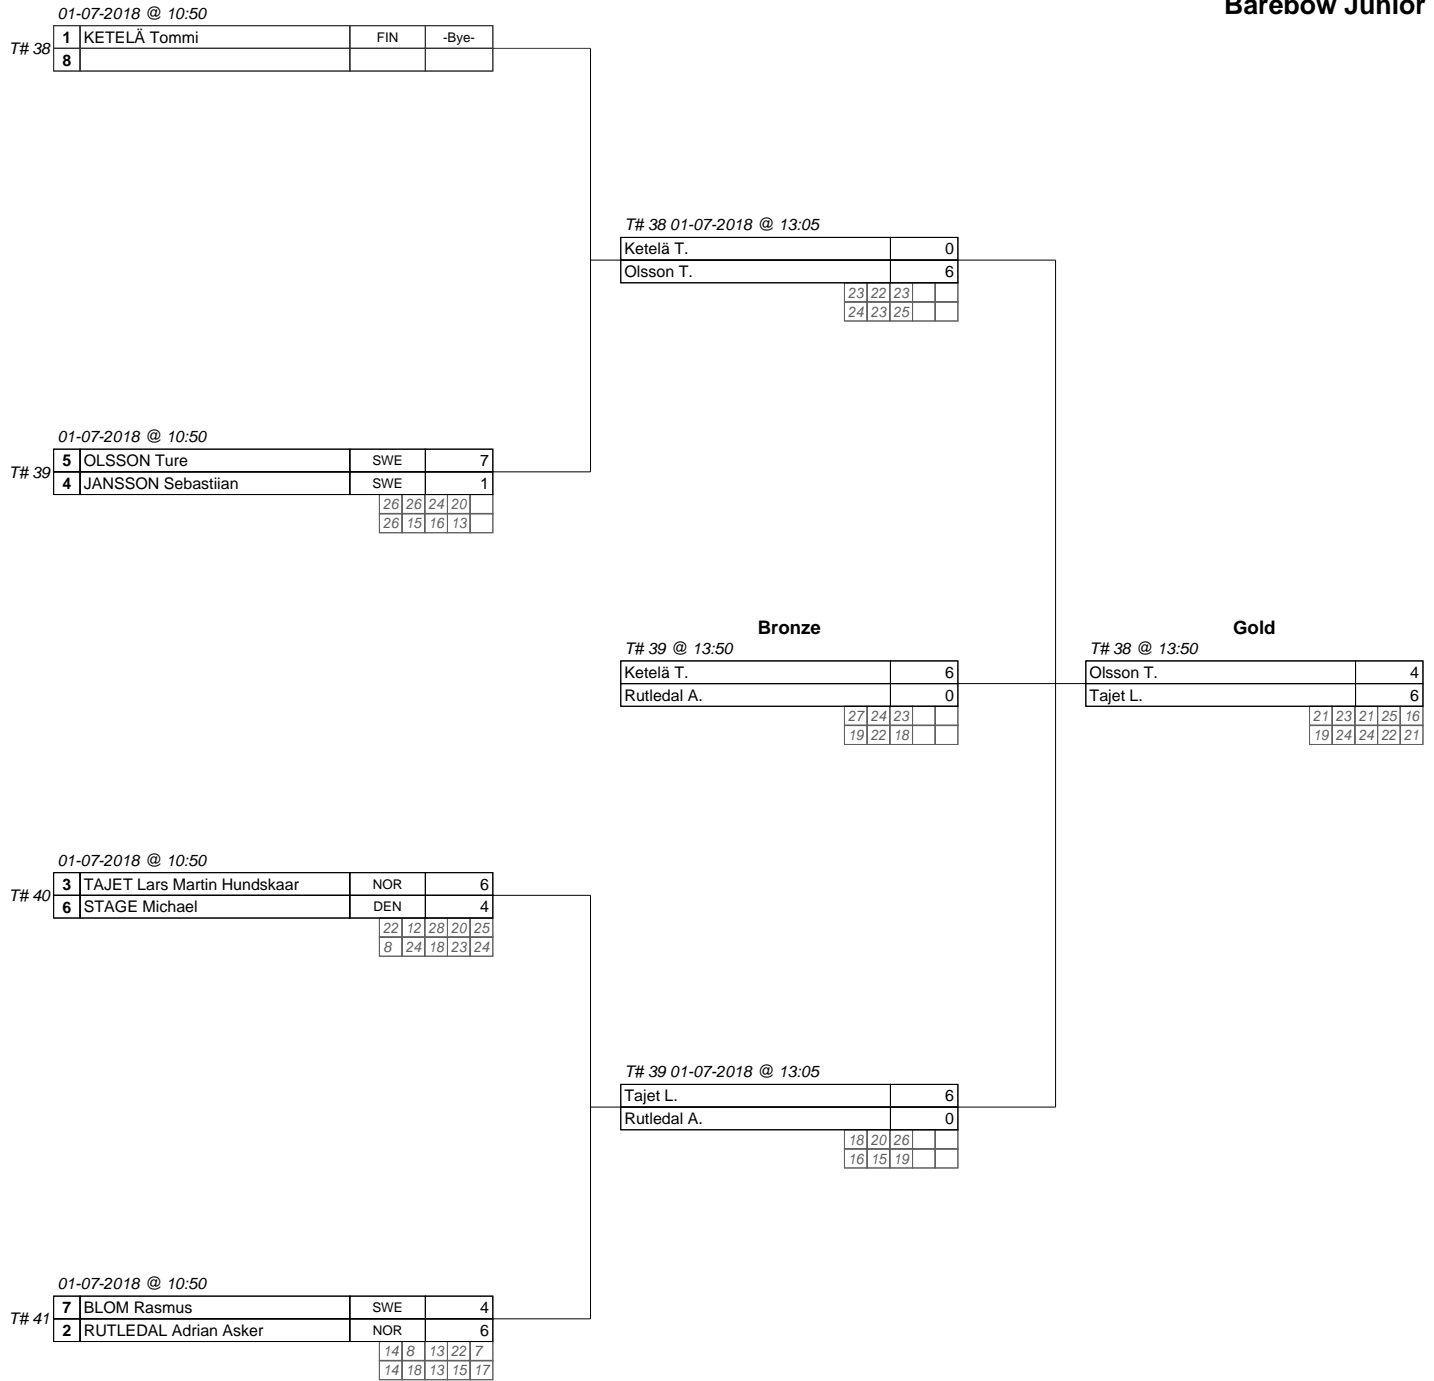 Barebow Junior
01-07-2018 @ 10:50
T# 38
1 KETELÄ Tommi FIN -Bye-
8
T# 38 01-07-2018 @ 13:05
Ketelä T. 0
Olsson T. 6
23 22 23
24 23 25
01-07-2018 @ 10:50
T# 39
5 OLSSON Ture SWE 7
4 JANSSON Sebastiian SWE 1
26 26 24 20
26 15 16 13
Bronze
T# 39 @ 13:50
Ketelä T. 6
Rutledal A. 0
27 24 23
19 22 18
Gold
T# 38 @ 13:50
Olsson T. 4
Tajet L. 6
21 23 21 25 16
19 24 24 22 21
01-07-2018 @ 10:50
T# 40
3 TAJET Lars Martin Hundskaar NOR 6
6 STAGE Michael DEN 4
22 12 28 20 25
8 24 18 23 24
T# 39 01-07-2018 @ 13:05
Tajet L. 6
Rutledal A. 0
18 20 26
16 15 19
01-07-2018 @ 10:50
T# 41
7 BLOM Rasmus SWE 4
2 RUTLEDAL Adrian Asker NOR 6
14 8 13 22 7
14 18 13 15 17